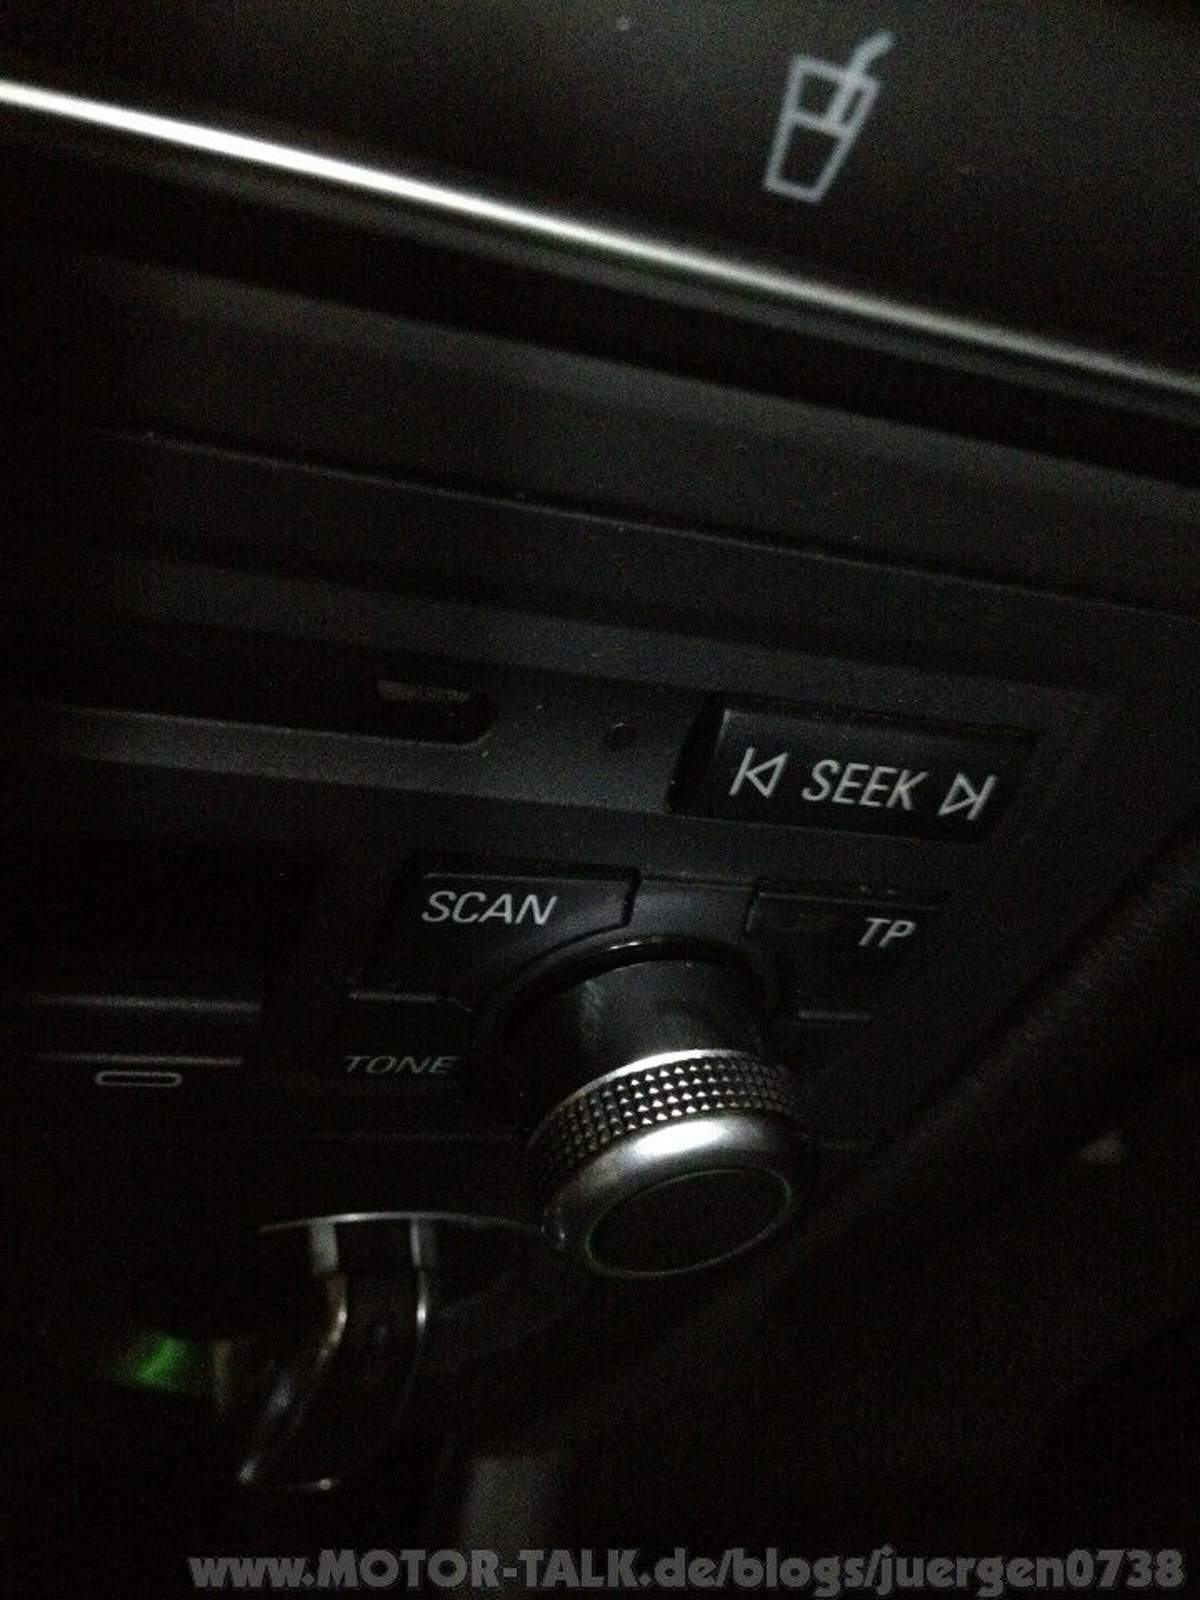 SEEK
SCAN
TP
TONE
www.MOTOR-TALK.de/blogs/juergen0738